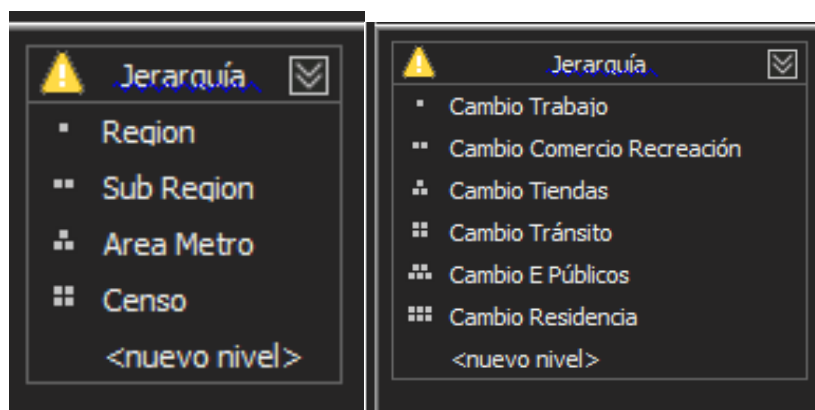 Jerarquía
Region
Sub Region
Area Metro
Censo
<nuevo nivel>
Jerarquía
Cambio Trabajo
Cambio Comercio Recreación
Cambio Tiendas
Cambio Tránsito
Cambio E Públicos
Cambio Residencia
<nuevo nivel>